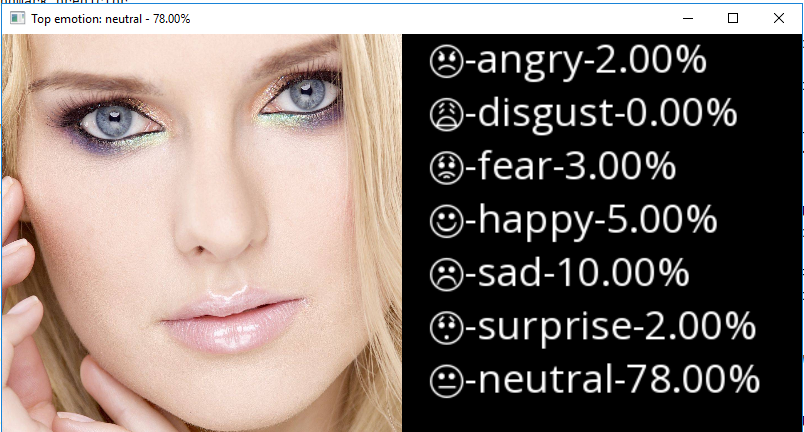 Top emotion: neutral - 78.00%
-angry-2.00%
-disgust-0.00%
-fear-3.00%
-happy-5.00%
-sad-10.00%
-surprise-2.00%
-neutral-78.00%